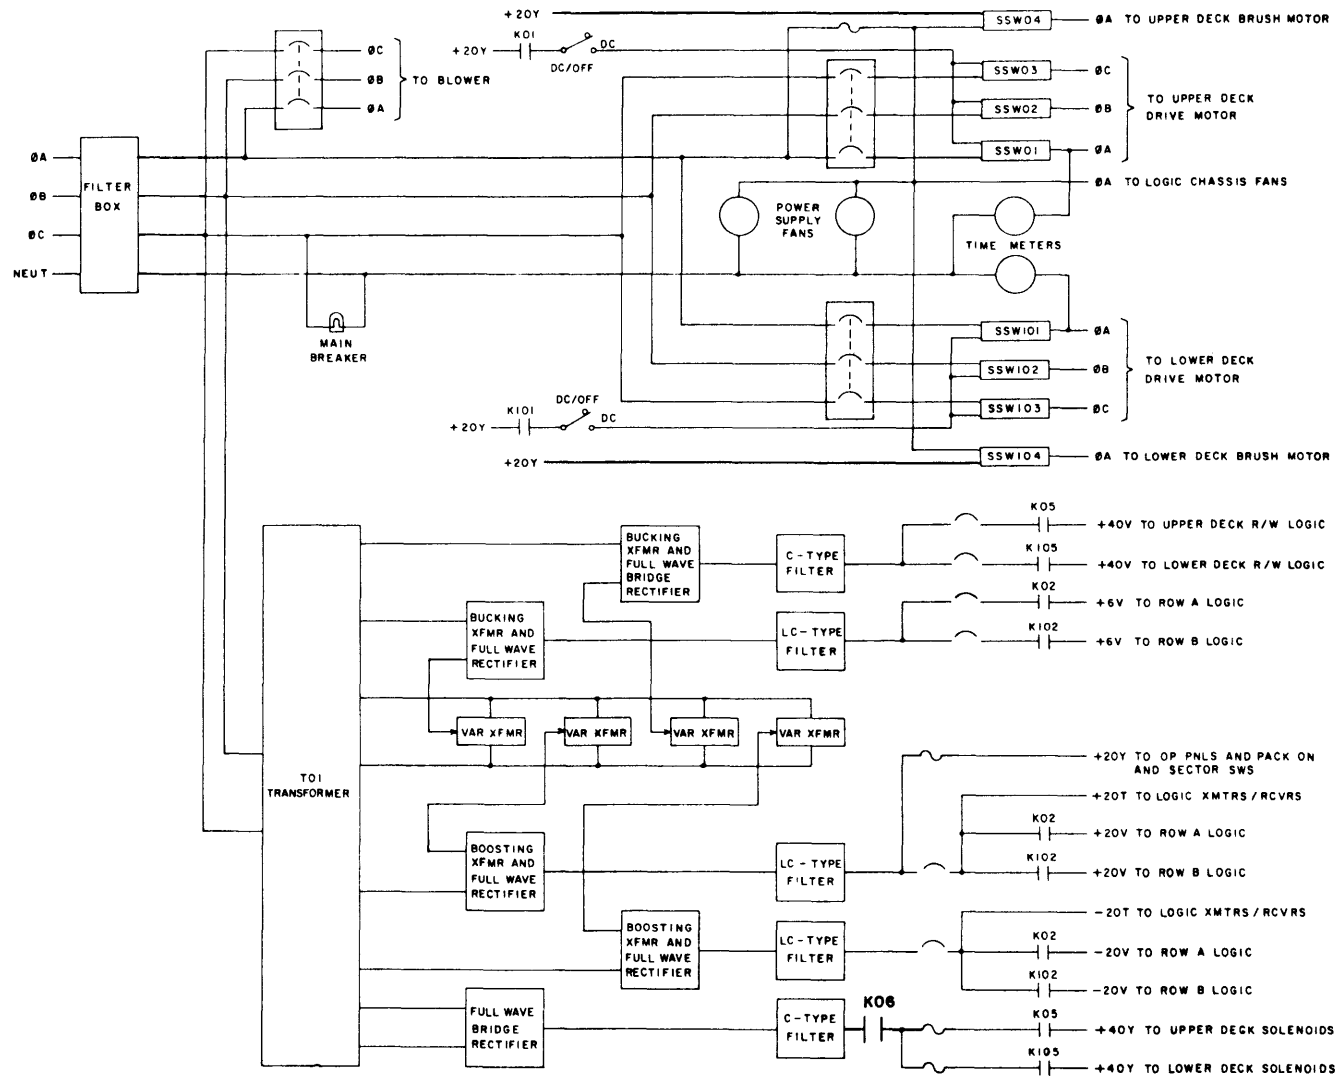 +20Y
SSW04
ØA TO UPPER DECK BRUSH MOTOR
K01
+20Y
DC
DC/OFF
ØC
ØB
ØA
TO BLOWER
SSW03
ØC
SSW02
ØB
SSW01
ØA
TO UPPER DECK
DRIVE MOTOR
ØA
ØB
ØC
NEUT
FILTER
BOX
ØA TO LOGIC CHASSIS FANS
POWER
SUPPLY
FANS
TIME METERS
MAIN
BREAKER
SSW101
ØA
SSW102
ØB
SSW103
ØC
TO LOWER DECK
DRIVE MOTOR
DC/OFF
K101
DC
+20Y
+20Y
SSW104
ØA TO LOWER DECK BRUSH MOTOR
BUCKING
XFMR AND
FULL WAVE
BRIDGE
RECTIFIER
C-TYPE
FILTER
K05
+40V TO UPPER DECK R/W LOGIC
K105
+40V TO LOWER DECK R/W LOGIC
BUCKING
XFMR AND
FULL WAVE
RECTIFIER
LC-TYPE
FILTER
K02
+6V TO ROW A LOGIC
K102
+6V TO ROW B LOGIC
VAR XFMR
VAR XFMR
VAR XFMR
VAR XFMR
T01
TRANSFORMER
+20Y TO OP PNLS AND PACK ON
AND SECTOR SWS
+20T TO LOGIC XMTRS/RCVRS
K02
+20V TO ROW A LOGIC
K102
+20V TO ROW B LOGIC
BOOSTING
XFMR AND
FULL WAVE
RECTIFIER
LC-TYPE
FILTER
BOOSTING
XFMR AND
FULL WAVE
RECTIFIER
LC-TYPE
FILTER
-20T TO LOGIC XMTRS/RCVRS
K02
-20V TO ROW A LOGIC
K102
-20V TO ROW B LOGIC
FULL WAVE
BRIDGE
RECTIFIER
C-TYPE
FILTER
K06
K05
+40Y TO UPPER DECK SOLENOIDS
K105
+40Y TO LOWER DECK SOLENOIDS